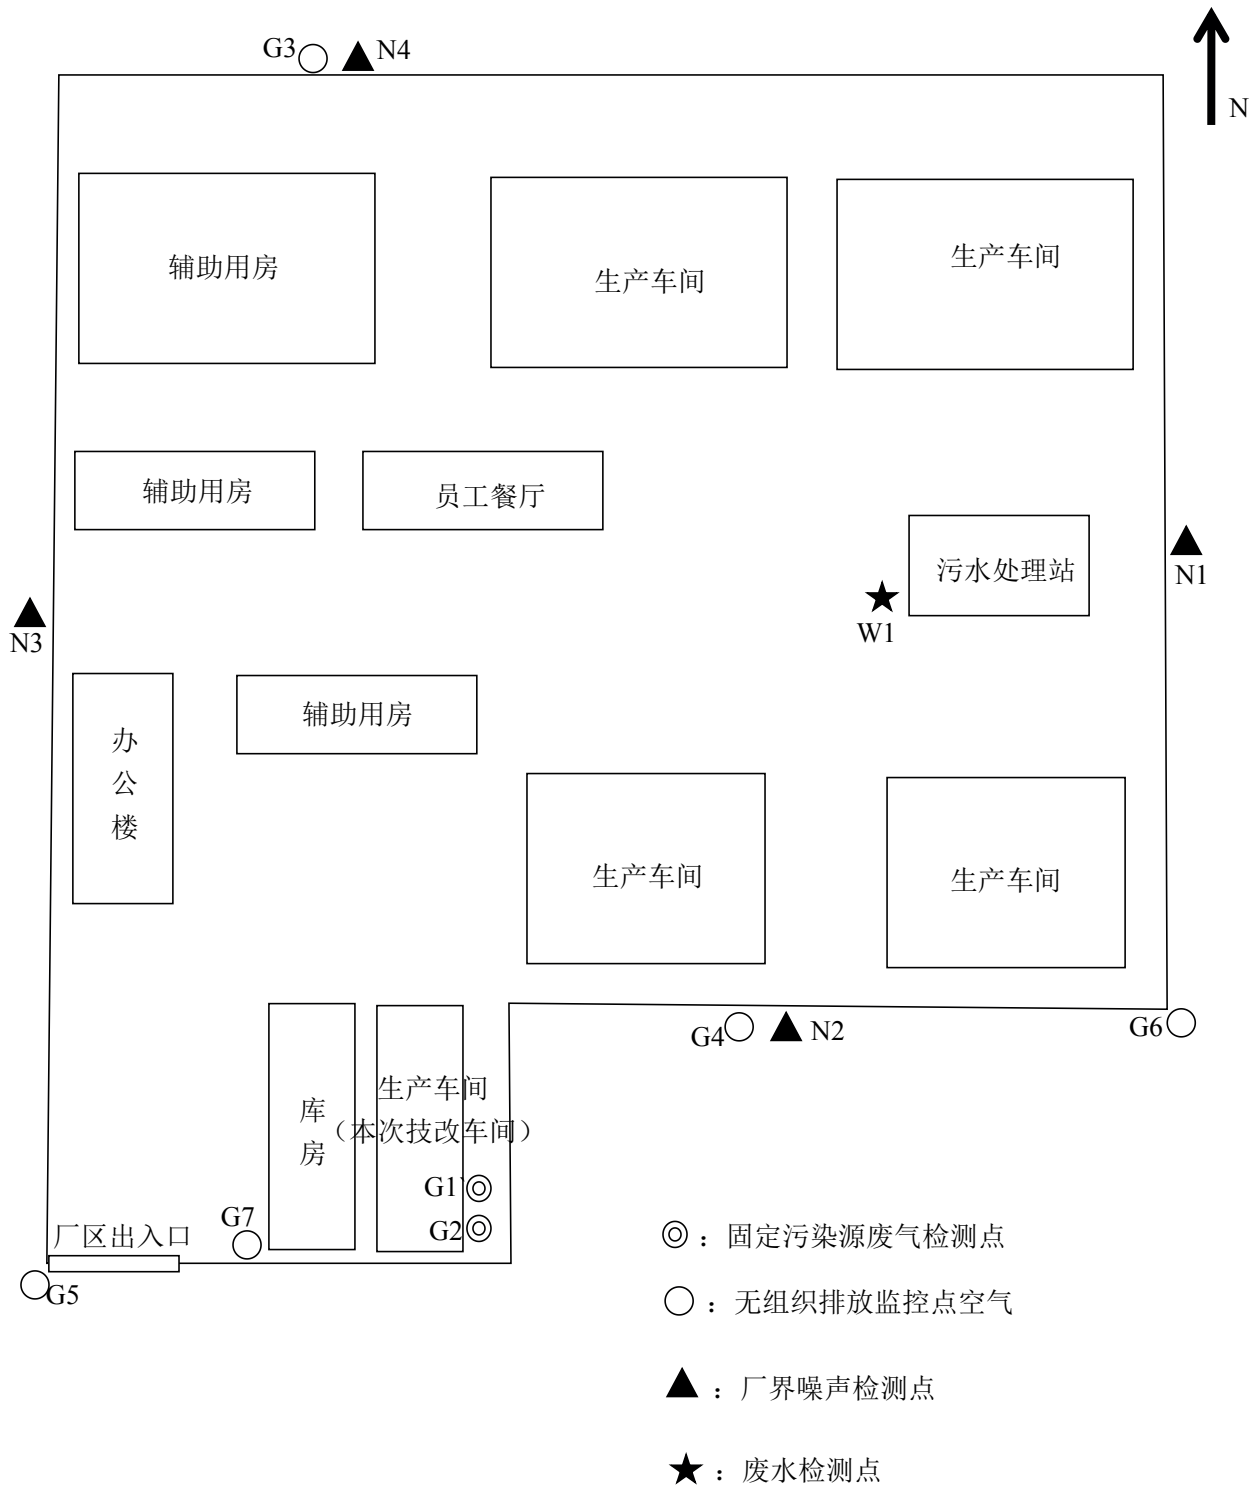 G3
N4
N
辅助用房
生产车间
生产车间
辅助用房
员工餐厅
污水处理站
N1
W1
N3
办公楼
辅助用房
生产车间
生产车间
G4
N2
G6
库房
生产车间
（本次技改车间）
G1
G2
G7
厂区出入口
G5
：固定污染源废气检测点
：无组织排放监控点空气
：厂界噪声检测点
：废水检测点